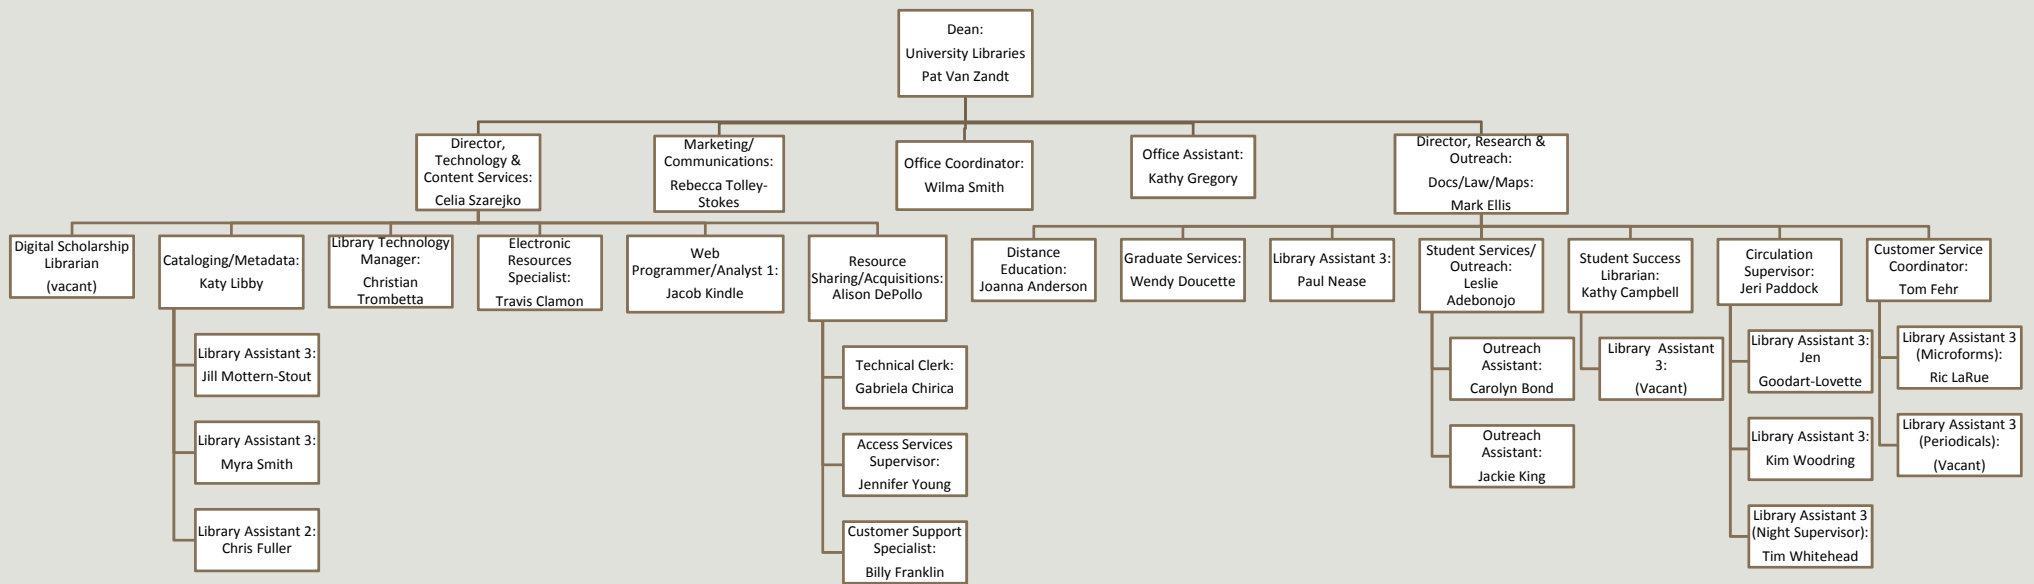 Dean:
University Libraries
Pat Van Zandt
Director,
Technology &
Content Services:
Celia Szarejko
Marketing/
Communications:
Rebecca Tolley-
Stokes
Office Coordinator:
Wilma Smith
Office Assistant:
Kathy Gregory
Director, Research &
Outreach:
Docs/Law/Maps:
Mark Ellis
Digital Scholarship
Librarian
(vacant)
Cataloging/Metadata:
Katy Libby
Library Technology
Manager:
Christian
Trombetta
Electronic
Resources
Specialist:
Travis Clamon
Web
Programmer/Analyst 1:
Jacob Kindle
Resource
Sharing/Acquisitions:
Alison DePollo
Distance
Education:
Joanna Anderson
Graduate Services:
Wendy Doucette
Library Assistant 3:
Paul Nease
Student Services/
Outreach:
Leslie
Adebonojo
Student Success
Librarian:
Kathy Campbell
Circulation
Supervisor:
Jeri Paddock
Customer Service
Coordinator:
Tom Fehr
Library Assistant 3:
Jill Mottern-Stout
Library Assistant 3:
Myra Smith
Library Assistant 2:
Chris Fuller
Technical Clerk:
Gabriela Chirica
Access Services
Supervisor:
Jennifer Young
Customer Support
Specialist:
Billy Franklin
Outreach
Assistant:
Carolyn Bond
Outreach
Assistant:
Jackie King
Library Assistant
3:
(Vacant)
Library Assistant 3:
Jen
Goodart-Lovette
Library Assistant 3:
Kim Woodring
Library Assistant 3
(Night Supervisor):
Tim Whitehead
Library Assistant 3
(Microforms):
Ric LaRue
Library Assistant 3
(Periodicals):
(Vacant)